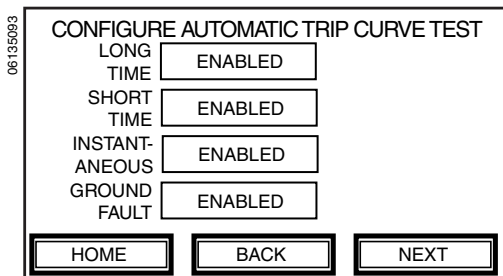 06135093
CONFIGURE AUTOMATIC TRIP CURVE TEST
LONG
TIME
ENABLED
SHORT
TIME
ENABLED
INSTANT-
ANEOUS
ENABLED
GROUND
FAULT
ENABLED
HOME
BACK
NEXT